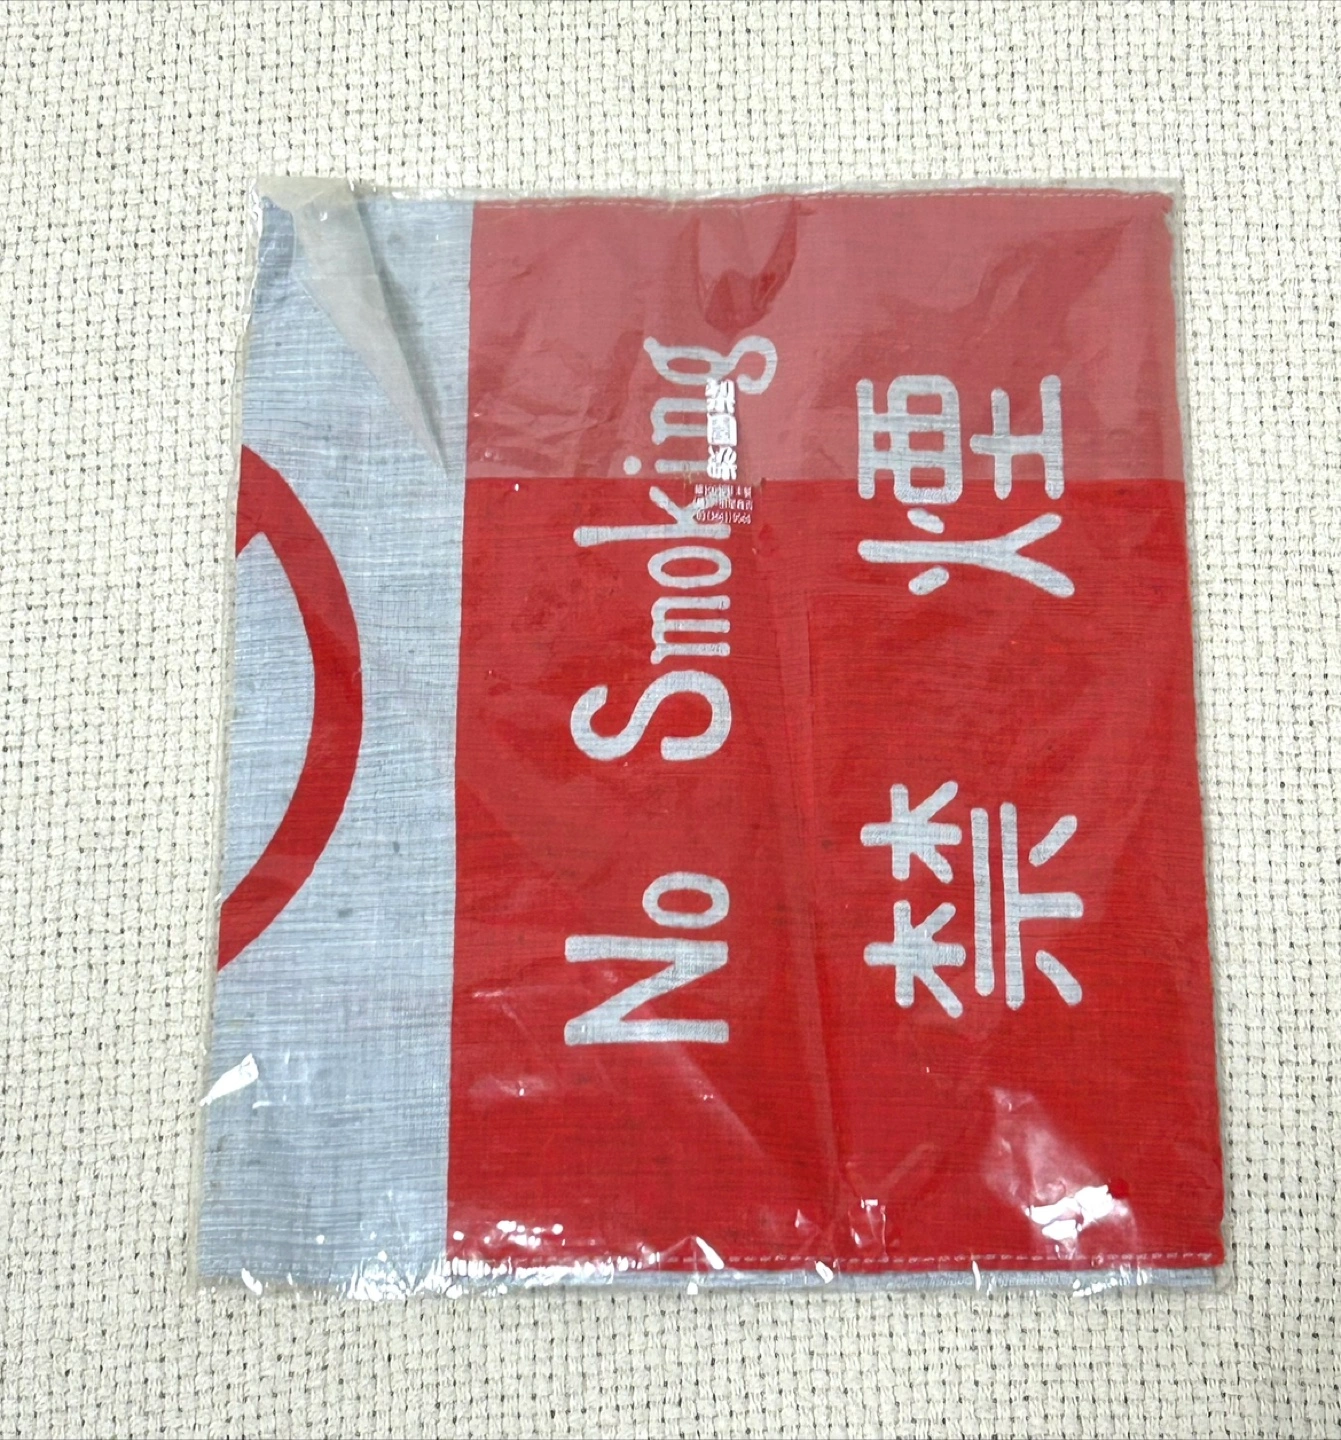 No Smoking
禁煙